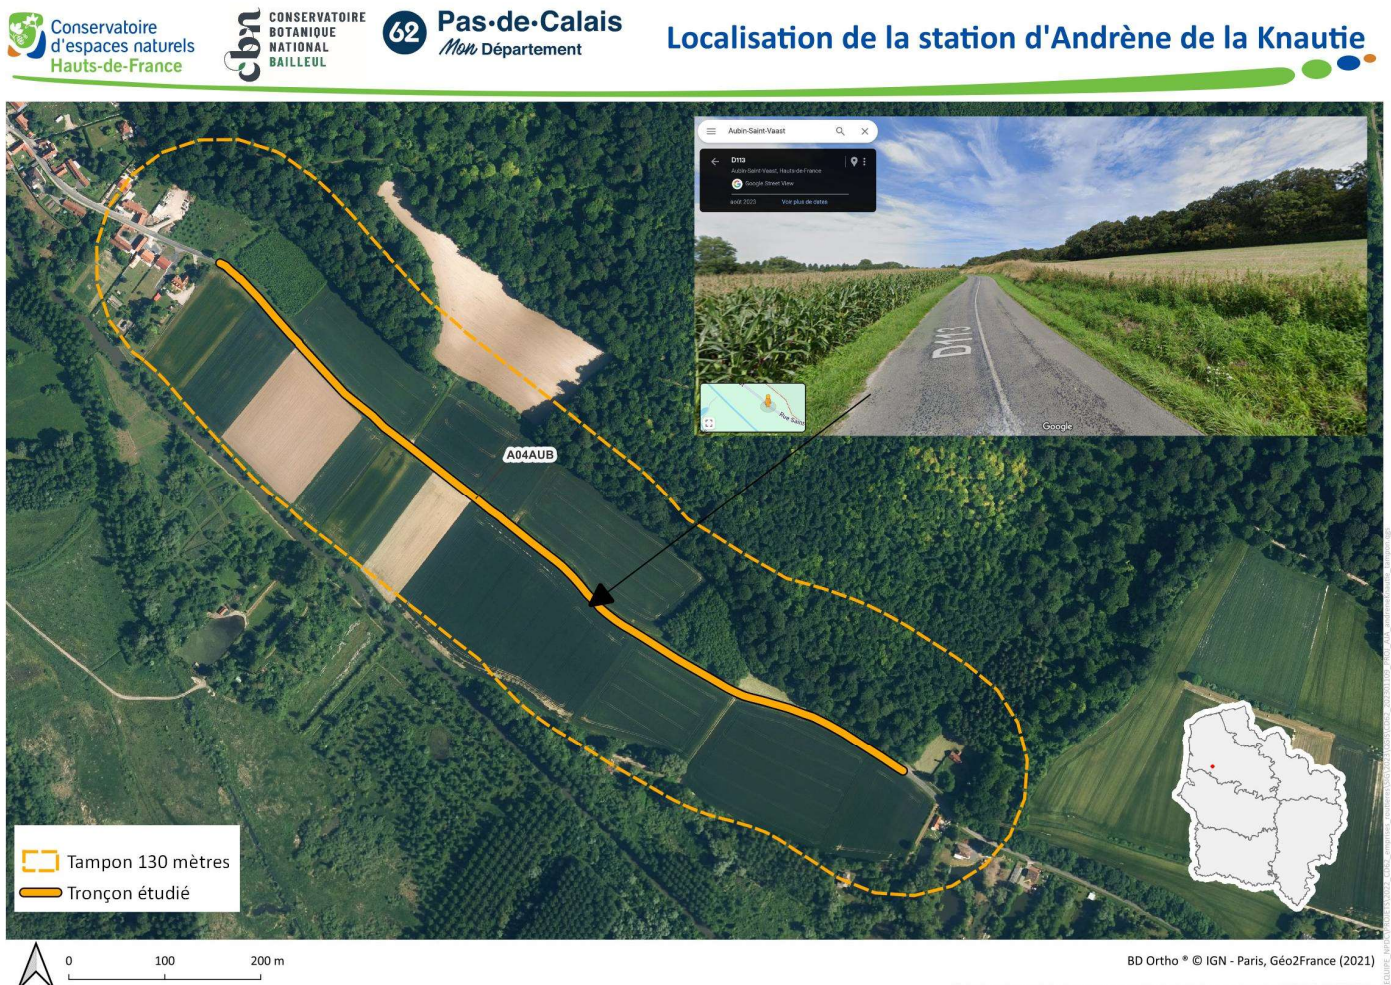 Conservatoire
d'espaces naturels
Hauts-de-France
cbn
CONSERVATOIRE
BOTANIQUE
NATIONAL
BAILLEUL
62
Pas·de·Calais
Mon Département
Localisation de la station d'Andrène de la Knautie
Aubin-Saint-Vaast
D113
Aubin-Saint-Vaast, Hauts-de-France
Google Street View
août 2023 Voir plus de dates
D113
Rue Saint
Google
A04AUB
Tampon 130 mètres
Tronçon étudié
0 100 200 m
BD Ortho ® © IGN - Paris, Géo2France (2021)